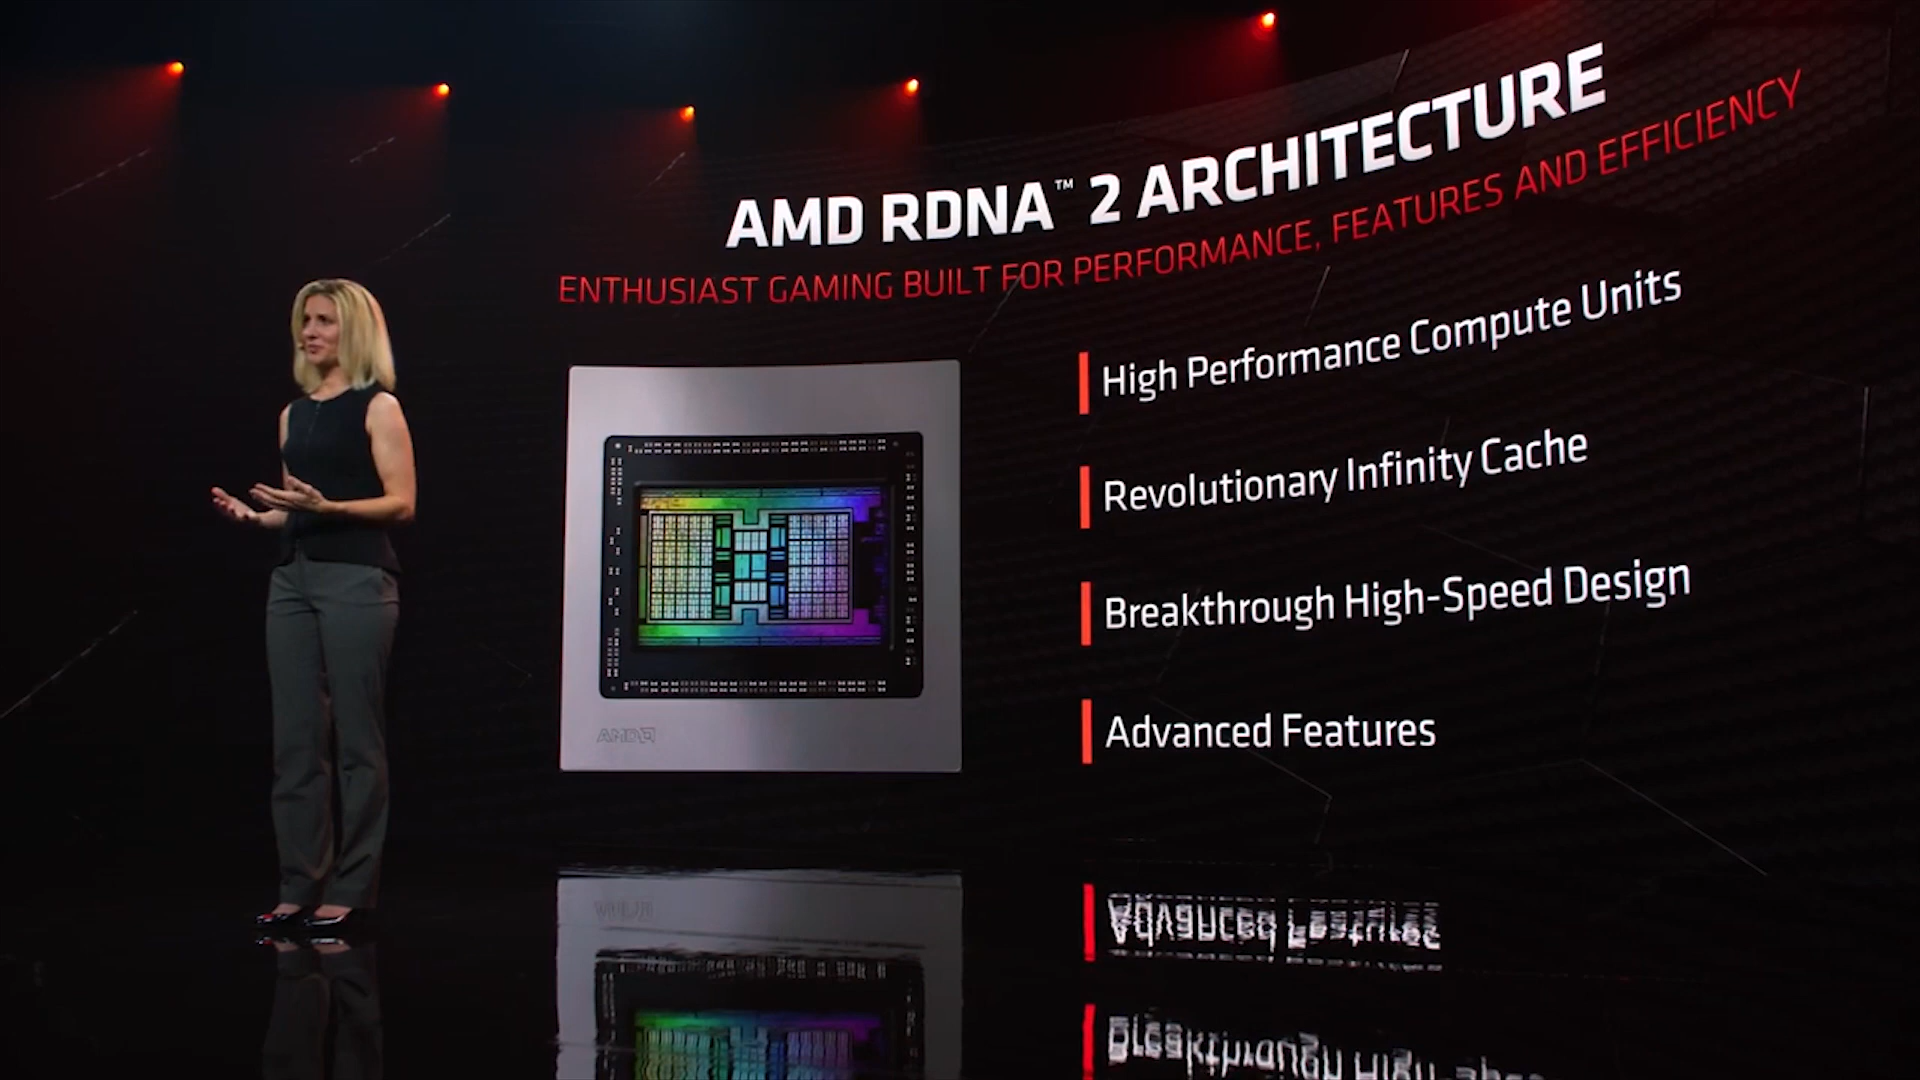 AMD RDNA™ 2 ARCHITECTURE
ENTHUSIAST GAMING BUILT FOR PERFORMANCE, FEATURES AND EFFICIENCY
High Performance Compute Units
Revolutionary Infinity Cache
Breakthrough High-Speed Design
Advanced Features
AMD